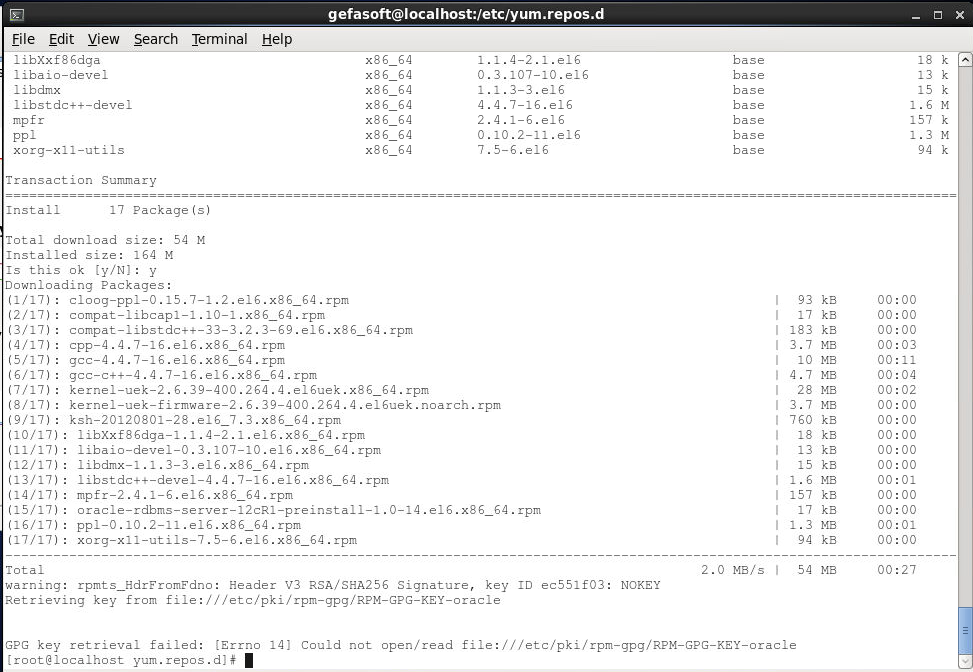 gefasoft@localhost:/etc/yum.repos.d
File Edit View Search Terminal Help
libXxf86dga x86_64 1.1.4-2.1.el6 base 18 k
libaio-devel x86_64 0.3.107-10.el6 base 13 k
libdmx x86_64 1.1.3-3.el6 base 15 k
libstdc++-devel x86_64 4.4.7-16.el6 base 1.6 M
mpfr x86_64 2.4.1-6.el6 base 157 k
ppl x86_64 0.10.2-11.el6 base 1.3 M
xorg-x11-utils x86_64 7.5-6.el6 base 94 k
Transaction Summary
================================================================================
Install 17 Package(s)
Total download size: 54 M
Installed size: 164 M
Is this ok [y/N]: y
Downloading Packages:
(1/17): cloog-ppl-0.15.7-1.2.el6.x86_64.rpm | 93 kB 00:00
(2/17): compat-libcap1-1.10-1.x86_64.rpm | 17 kB 00:00
(3/17): compat-libstdc++-33-3.2.3-69.el6.x86_64.rpm | 183 kB 00:00
(4/17): cpp-4.4.7-16.el6.x86_64.rpm | 3.7 MB 00:03
(5/17): gcc-4.4.7-16.el6.x86_64.rpm | 10 MB 00:11
(6/17): gcc-c++-4.4.7-16.el6.x86_64.rpm | 4.7 MB 00:04
(7/17): kernel-uek-2.6.39-400.264.4.el6uek.x86_64.rpm | 28 MB 00:02
(8/17): kernel-uek-firmware-2.6.39-400.264.4.el6uek.noarch.rpm | 3.7 MB 00:00
(9/17): ksh-20120801-28.el6_7.3.x86_64.rpm | 760 kB 00:00
(10/17): libXxf86dga-1.1.4-2.1.el6.x86_64.rpm | 18 kB 00:00
(11/17): libaio-devel-0.3.107-10.el6.x86_64.rpm | 13 kB 00:00
(12/17): libdmx-1.1.3-3.el6.x86_64.rpm | 15 kB 00:00
(13/17): libstdc++-devel-4.4.7-16.el6.x86_64.rpm | 1.6 MB 00:01
(14/17): mpfr-2.4.1-6.el6.x86_64.rpm | 157 kB 00:00
(15/17): oracle-rdbms-server-12cR1-preinstall-1.0-14.el6.x86_64.rpm | 17 kB 00:00
(16/17): ppl-0.10.2-11.el6.x86_64.rpm | 1.3 MB 00:01
(17/17): xorg-x11-utils-7.5-6.el6.x86_64.rpm | 94 kB 00:00
--------------------------------------------------------------------------------
Total 2.0 MB/s | 54 MB 00:27
warning: rpmts_HdrFromFdno: Header V3 RSA/SHA256 Signature, key ID ec551f03: NOKEY
Retrieving key from file:///etc/pki/rpm-gpg/RPM-GPG-KEY-oracle
GPG key retrieval failed: [Errno 14] Could not open/read file:///etc/pki/rpm-gpg/RPM-GPG-KEY-oracle
[root@localhost yum.repos.d]#